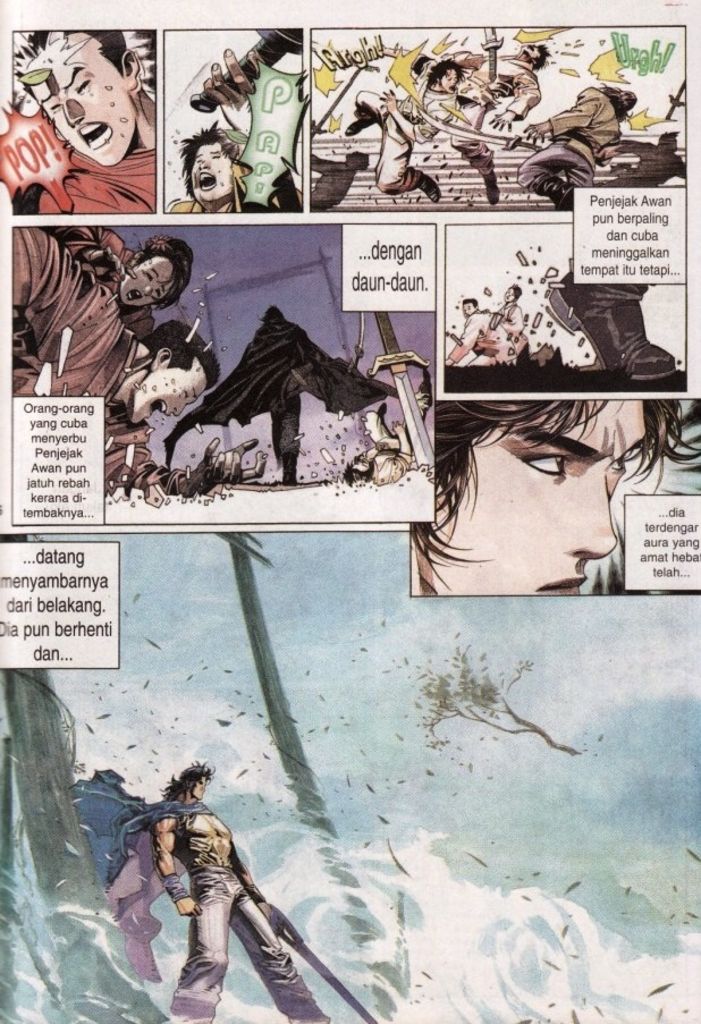 POP!
PAP!
Argh!
Urgh!
Orang-orang
yang cuba
menyerbu
Penjejak
Awan pun
jatuh rebah
kerana di-
tembaknya...
...dengan
daun-daun.
Penjejak Awan
pun berpaling
dan cuba
meninggalkan
tempat itu tetapi...
...dia
terdengar
aura yang
amat hebat
telah...
...datang
menyambarnya
dari belakang.
Dia pun berhenti
dan...